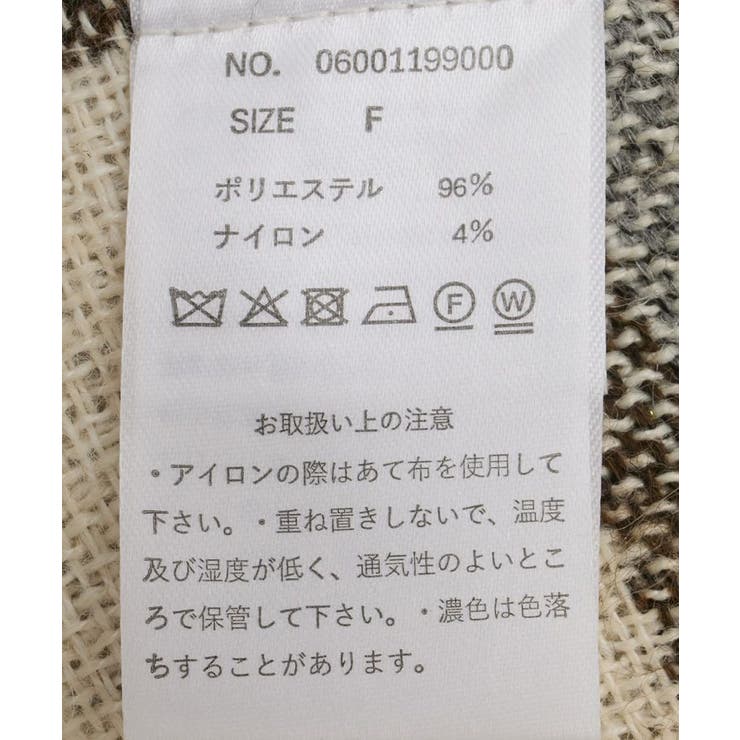 NO. 06001199000
SIZE F
ポリエステル 96%
ナイロン 4%
F W
お取扱い上の注意
・アイロンの際はあて布を使用して
下さい。・重ね置きしないで、温度
及び湿度が低く、通気性のよいとこ
ろで保管して下さい。・濃色は色落
ちすることがあります。